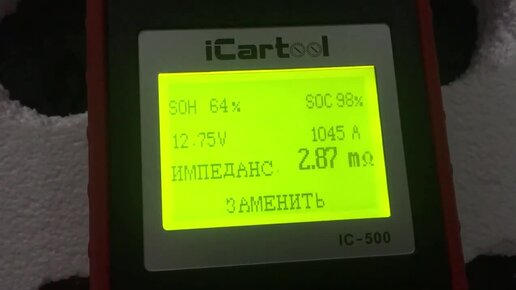 iCartool
SOH 64% SOC 98%
12.75V 1045 A
ИМПЕДАНС 2.87 mΩ
ЗАМЕНИТЬ
IC-500